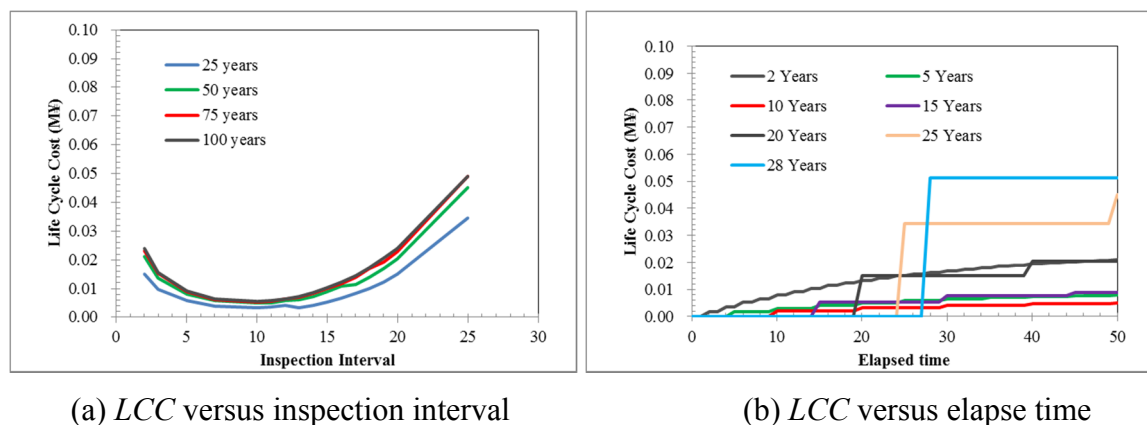 0.10
0.09
0.08
0.07
0.06
0.05
0.04
0.03
0.02
0.01
0.00
Life Cycle Cost (M¥)
25 years
50 years
75 years
100 years
0 5 10 15 20 25 30
Inspection Interval
(a) LCC versus inspection interval
0.10
0.09
0.08
0.07
0.06
0.05
0.04
0.03
0.02
0.01
0.00
Life Cycle Cost (M¥)
2 Years 5 Years
10 Years 15 Years
20 Years 25 Years
28 Years
0 10 20 30 40 50
Elapsed time
(b) LCC versus elapse time